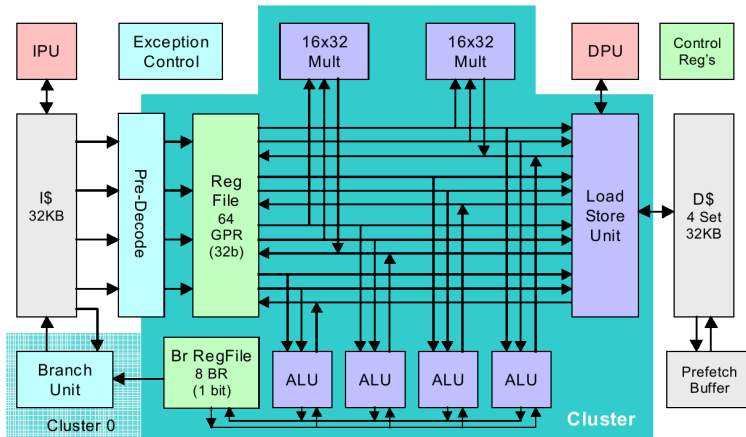 IPU
Exception
Control
16x32
Mult
16x32
Mult
DPU
Control
Reg's
I$
32KB
Pre-Decode
Reg
File
64
GPR
(32b)
Load
Store
Unit
D$
4 Set
32KB
Branch
Unit
Br RegFile
8 BR
(1 bit)
ALU
ALU
ALU
ALU
Prefetch
Buffer
Cluster 0
Cluster